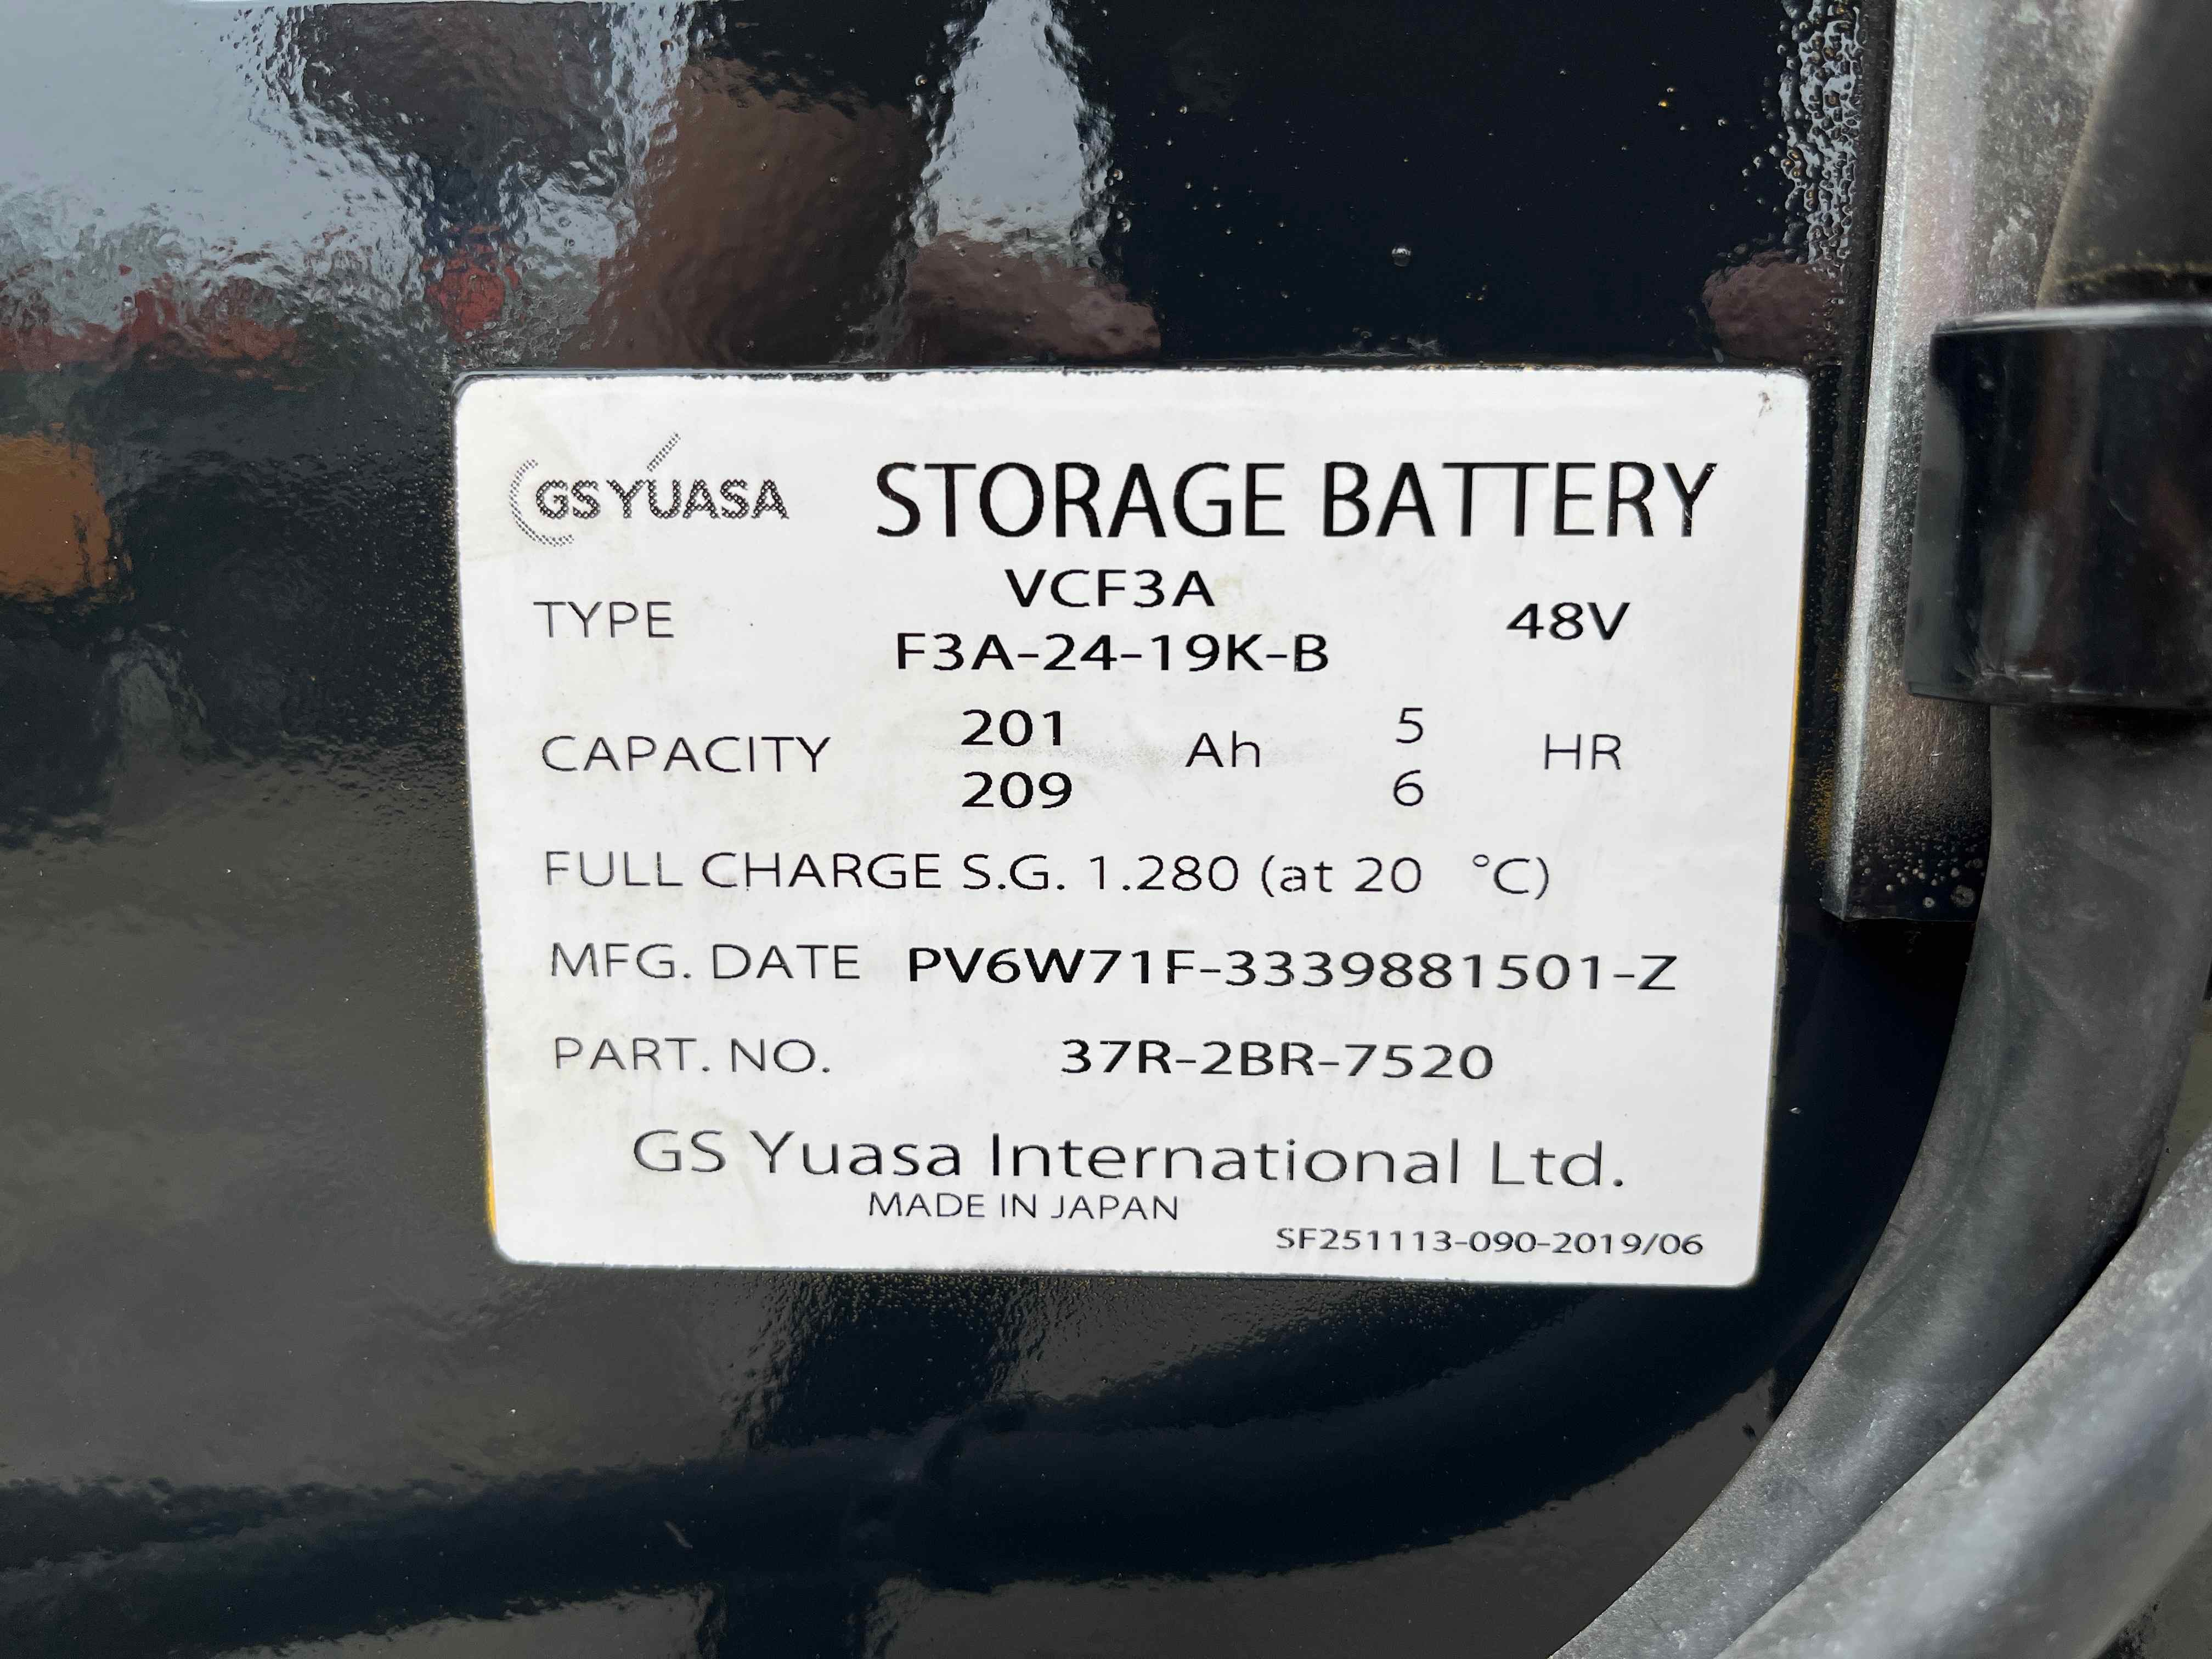 GS YUASA STORAGE BATTERY
TYPE VCF3A 48V
F3A-24-19K-B
CAPACITY 201 Ah 5 HR
209 6
FULL CHARGE S.G. 1.280 (at 20 °C)
MFG. DATE PV6W71F-3339881501-Z
PART. NO. 37R-2BR-7520
GS Yuasa International Ltd.
MADE IN JAPAN
SF251113-090-2019/06